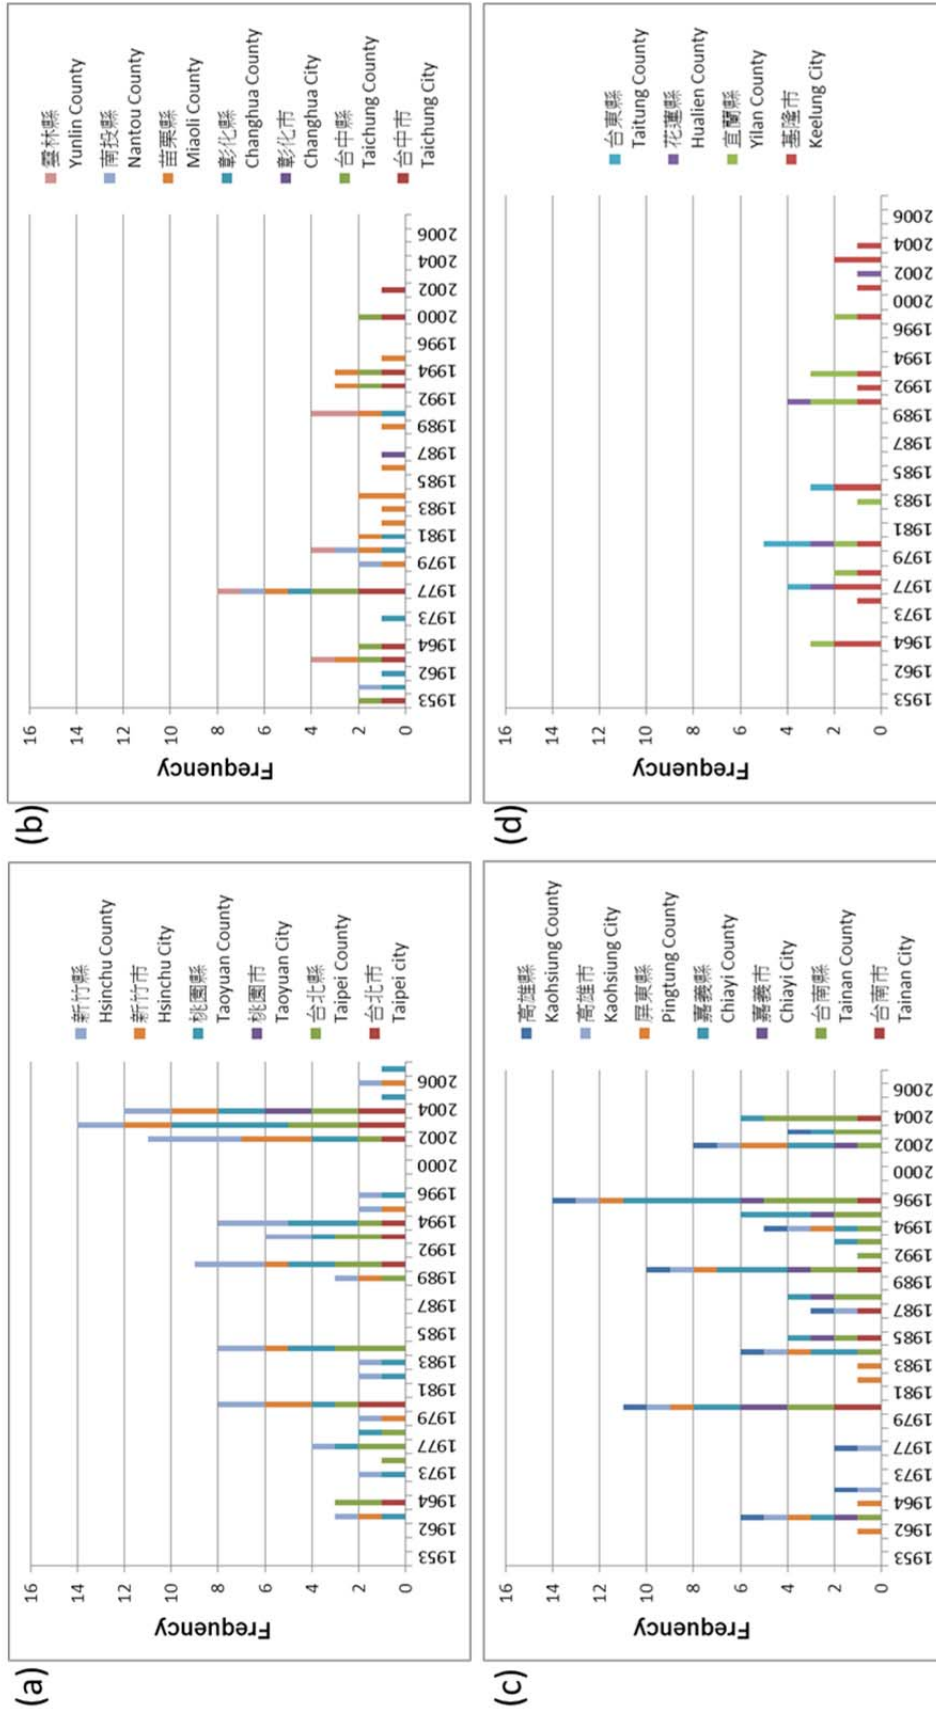 (a)
Frequency
16
14
12
10
8
6
4
2
0
1953 1962 1964 1973 1977 1979 1981 1983 1985 1987 1989 1992 1994 1996 2000 2002 2004 2006
新竹縣
Hsinchu County
新竹市
Hsinchu City
桃園縣
Taoyuan County
桃園市
Taoyuan City
台北縣
Taipei County
台北市
Taipei city
(b)
Frequency
16
14
12
10
8
6
4
2
0
1953 1962 1964 1973 1977 1979 1981 1983 1985 1987 1989 1992 1994 1996 2000 2002 2004 2006
雲林縣
Yunlin County
南投縣
Nantou County
苗栗縣
Miaoli County
彰化縣
Changhua County
彰化市
Changhua City
台中縣
Taichung County
台中市
Taichung City
(c)
Frequency
16
14
12
10
8
6
4
2
0
1953 1962 1964 1973 1977 1979 1981 1983 1985 1987 1989 1992 1994 1996 2000 2002 2004 2006
高雄縣
Kaohsiung County
高雄市
Kaohsiung City
屏東縣
Pingtung County
嘉義縣
Chiayi County
嘉義市
Chiayi City
台南縣
Tainan County
台南市
Tainan City
(d)
Frequency
16
14
12
10
8
6
4
2
0
1953 1962 1964 1973 1977 1979 1981 1983 1985 1987 1989 1992 1994 1996 2000 2002 2004 2006
台東縣
Taitung County
花蓮縣
Hualien County
宜蘭縣
Yilan County
基隆市
Keelung City